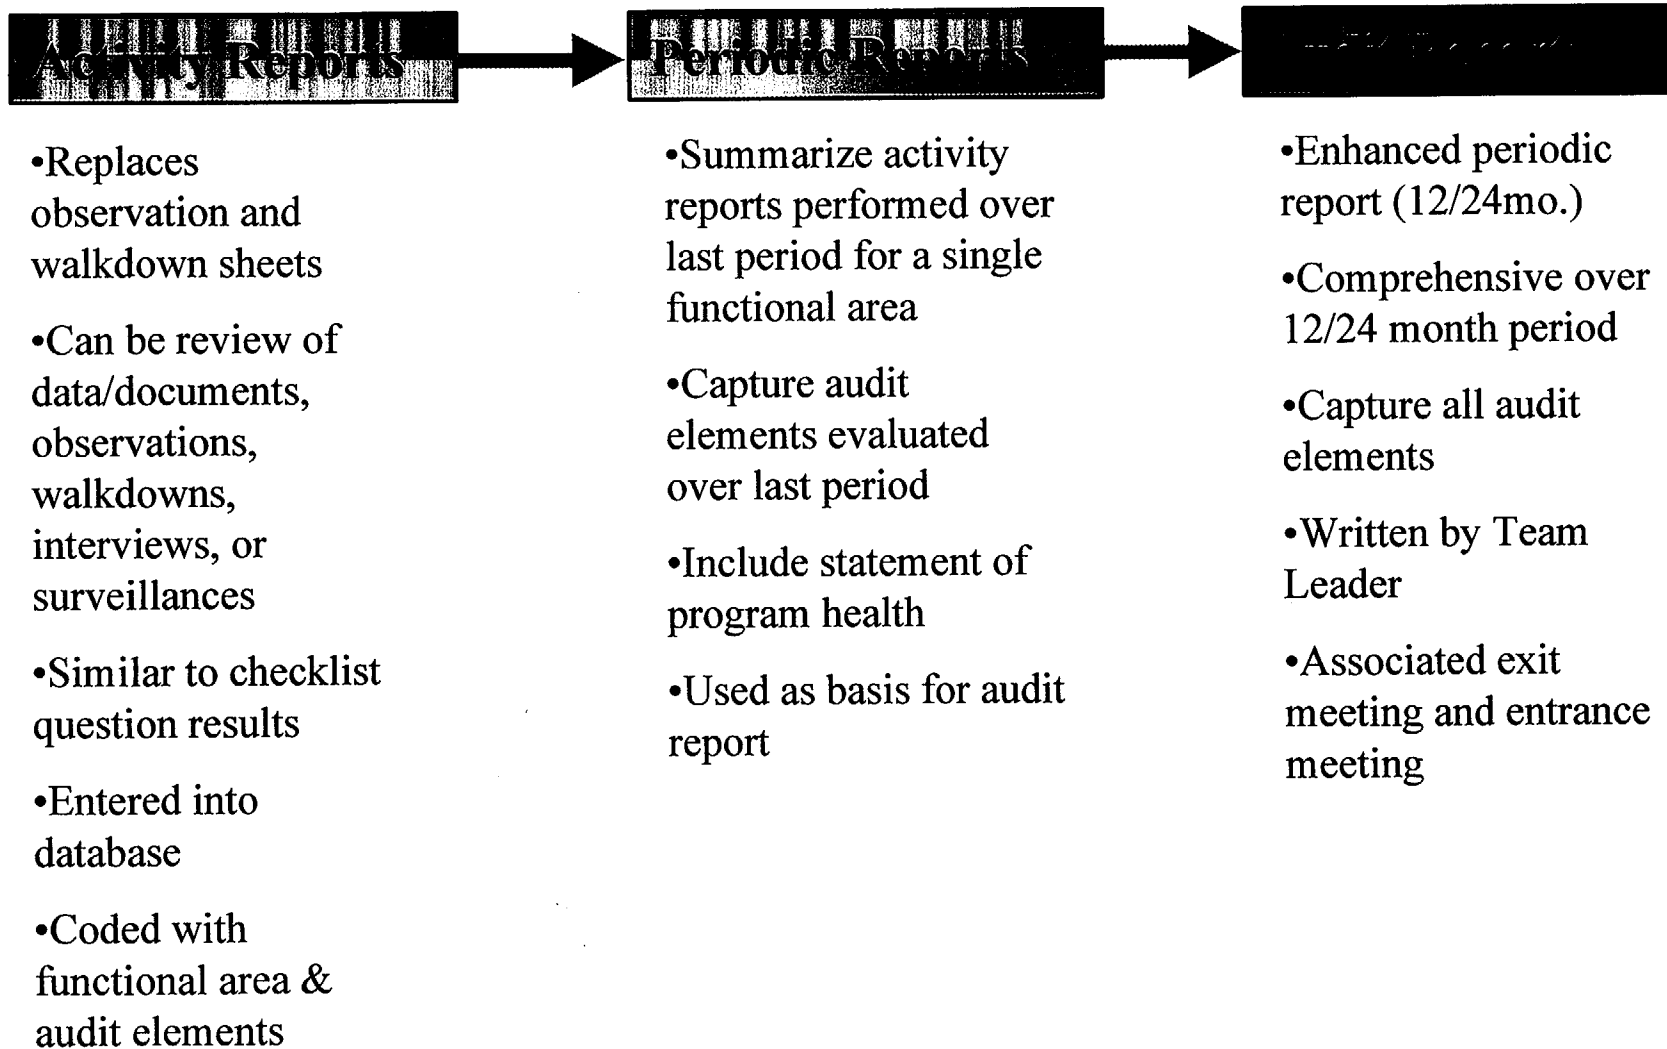 Activity Reports
•Replaces
observation and
walkdown sheets
•Can be review of
data/documents,
observations,
walkdowns,
interviews, or
surveillances
•Similar to checklist
question results
•Entered into
database
•Coded with
functional area &
audit elements
Periodic Reports
•Summarize activity
reports performed over
last period for a single
functional area
•Capture audit
elements evaluated
over last period
•Include statement of
program health
•Used as basis for audit
report
•Enhanced periodic
report (12/24mo.)
•Comprehensive over
12/24 month period
•Capture all audit
elements
•Written by Team
Leader
•Associated exit
meeting and entrance
meeting